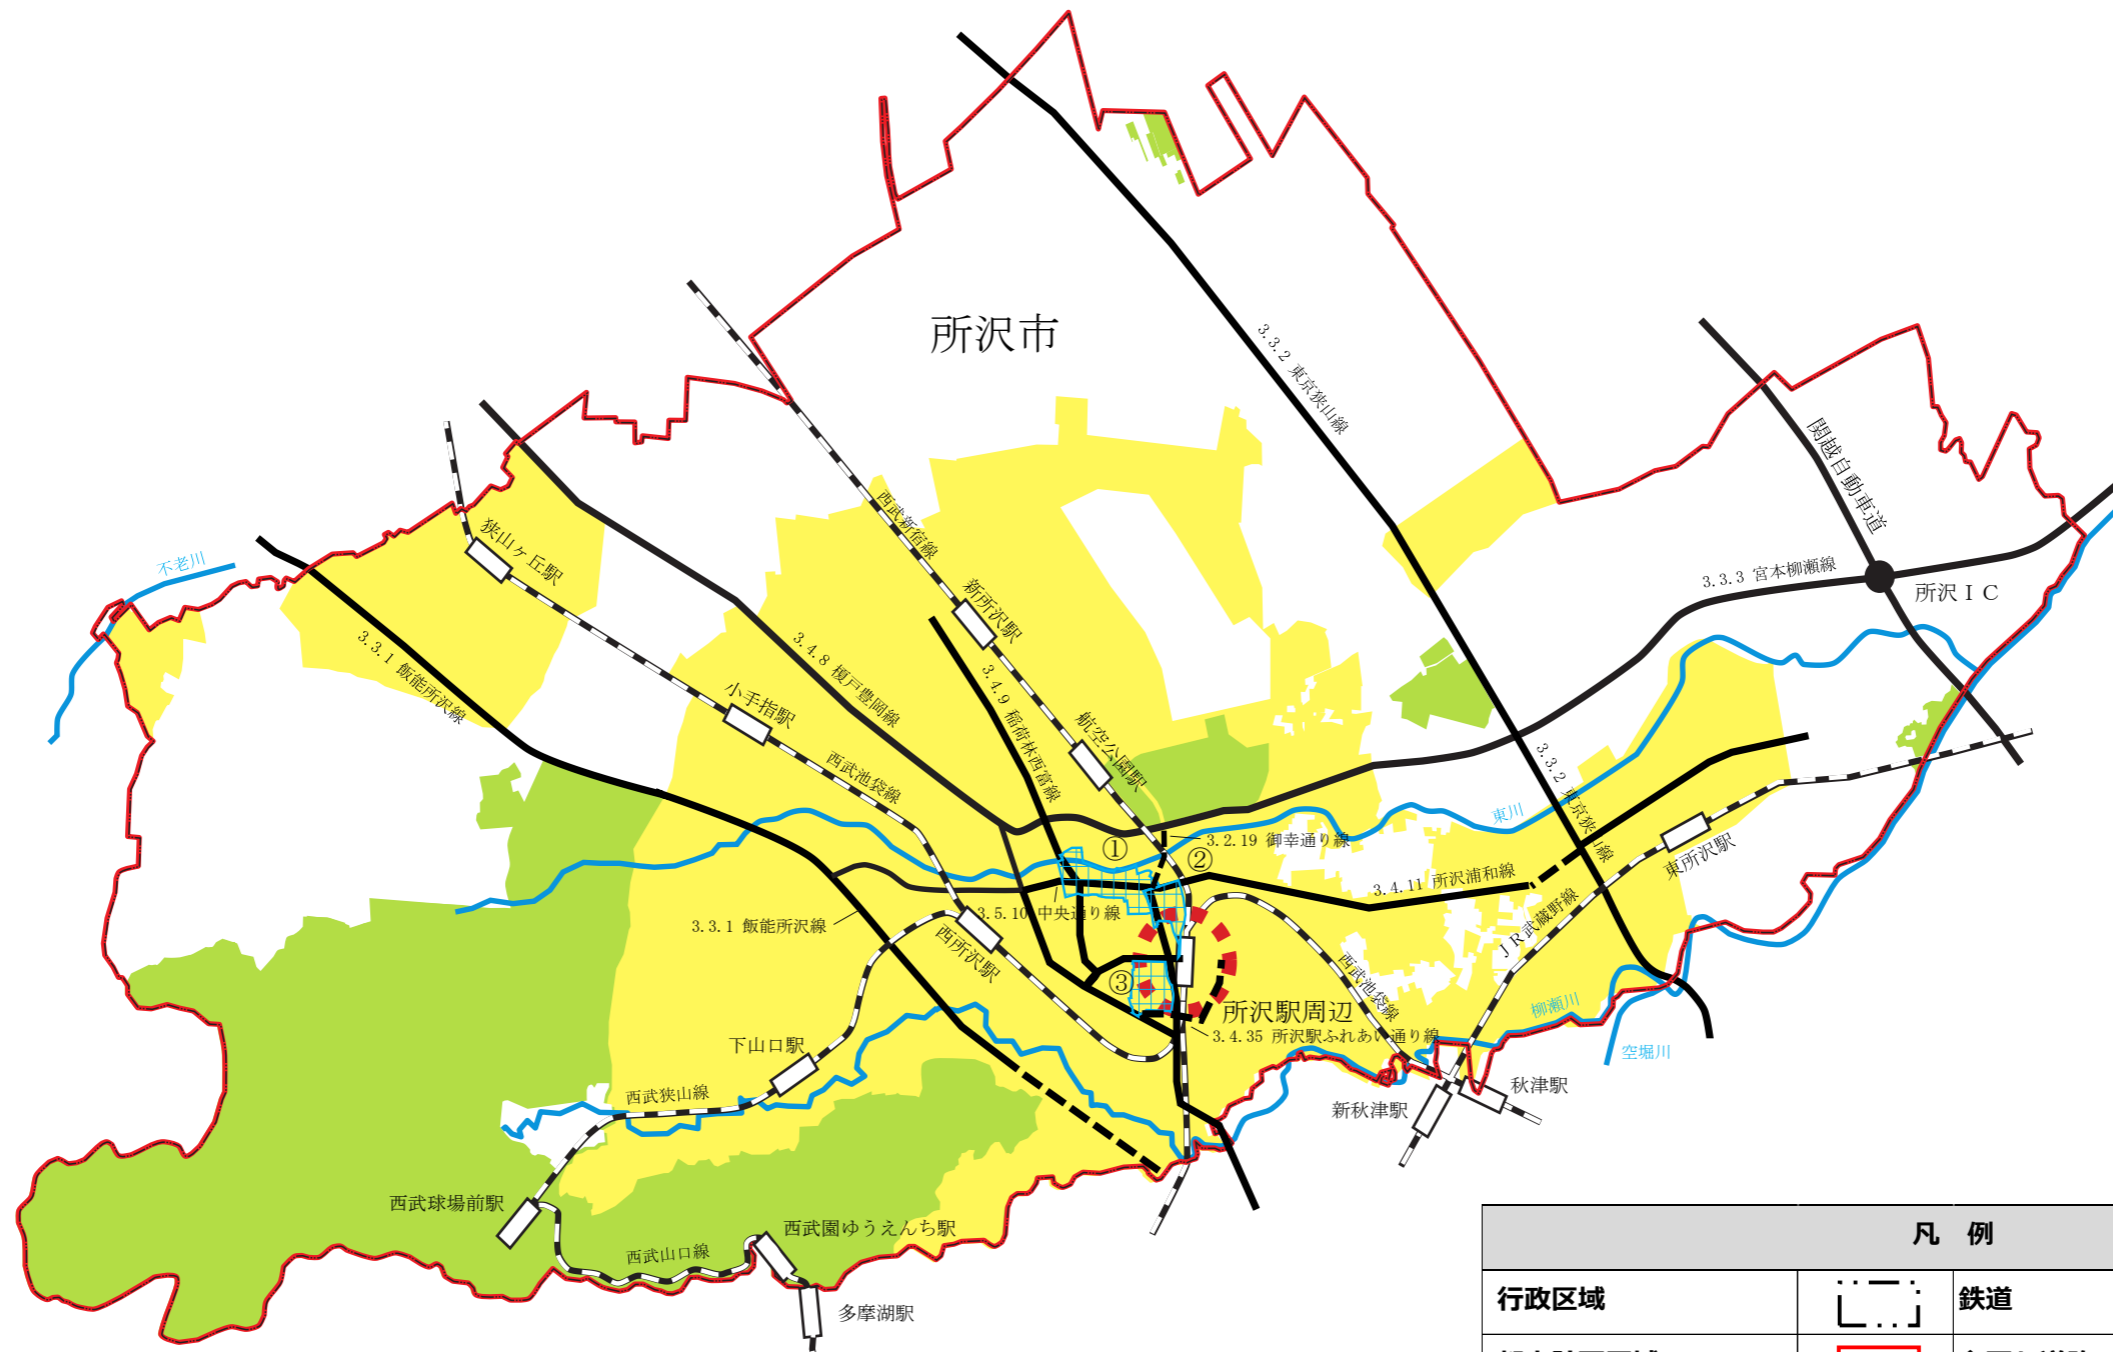 所沢市
3.3.2 東京狭山線
関越自動車道
西武新宿線
狭山ヶ丘駅
不老川
3.3.3 宮本柳瀬線
所沢ＩＣ
新所沢駅
3.3.1 飯能所沢線
3.4.8 榎戸豊岡線
3.4.9 稲荷林西富線
小手指駅
航空公園駅
西武池袋線
3.3.2 東京狭山線
東川
3.2.19 御幸通り線
①
②
東所沢駅
3.4.11 所沢浦和線
3.5.10 中央通り線
3.3.1 飯能所沢線
西所沢駅
ＪＲ武蔵野線
③
西武池袋線
所沢駅周辺
柳瀬川
3.4.35 所沢駅ふれあい通り線
下山口駅
空堀川
西武狭山線
秋津駅
新秋津駅
西武球場前駅
西武園ゆうえんち駅
西武山口線
多摩湖駅
凡 例
行政区域
鉄道